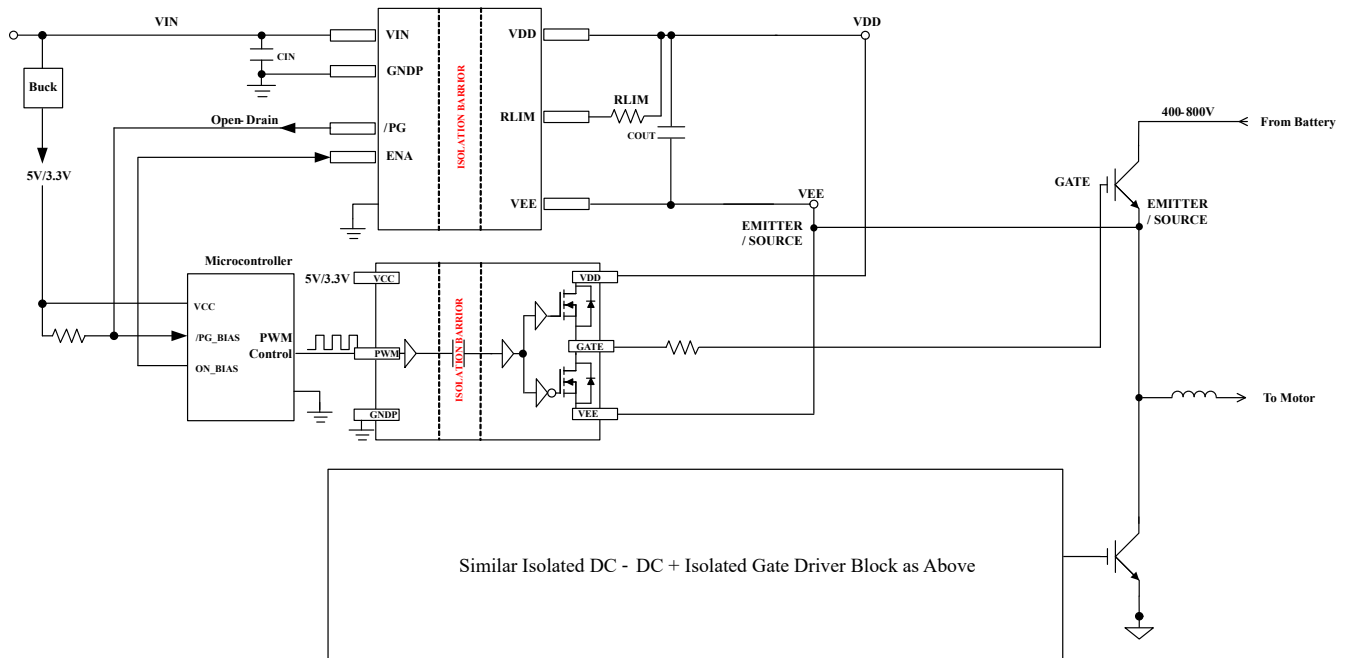 VIN
VDD
VIN
VDD
CIN
GNDP
Buck
ISOLATION BARRIOR
RLIM
RLIM
COUT
400-800V
From Battery
Open- Drain
/PG
ENA
5V/3.3V
GATE
VEE
VEE
EMITTER
/ SOURCE
EMITTER
/ SOURCE
Microcontroller
5V/3.3V
VCC
VDD
VCC
/PG_BIAS
PWM
Control
ON_BIAS
PWM
ISOLATION BARRIOR
GATE
GNDP
VEE
To Motor
Similar Isolated DC - DC + Isolated Gate Driver Block as Above